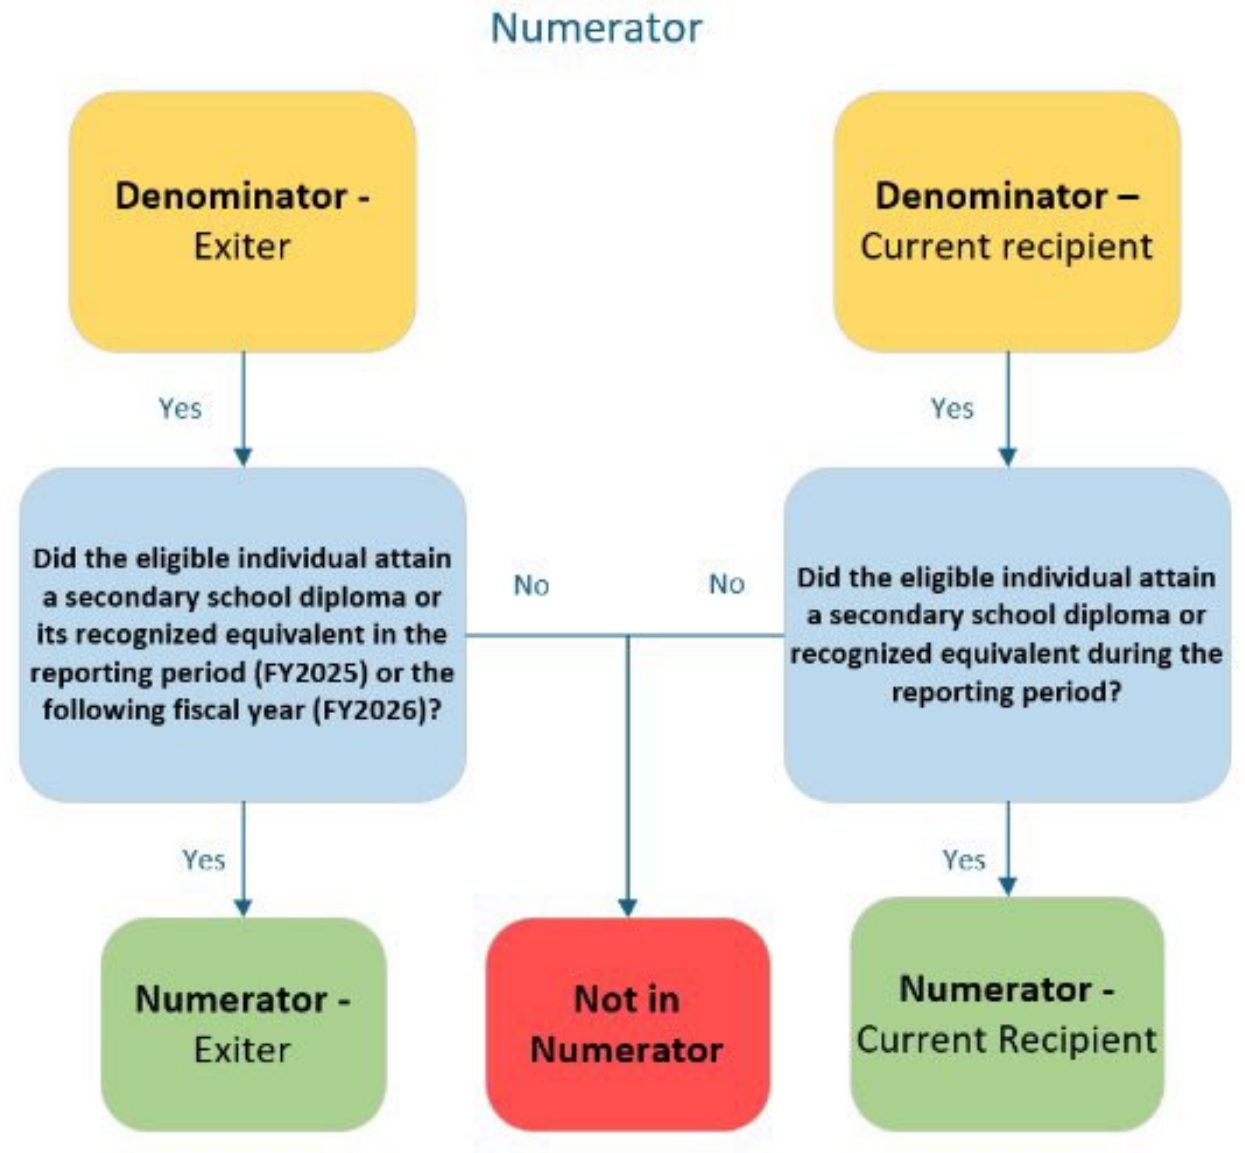 Numerator
Denominator -
Exiter
Denominator –
Current recipient
Yes
Yes
Did the eligible individual attain
a secondary school diploma or
its recognized equivalent in the
reporting period (FY2025) or the
following fiscal year (FY2026)?
No
No
Did the eligible individual attain
a secondary school diploma or
recognized equivalent during the
reporting period?
Yes
Yes
Numerator -
Exiter
Not in
Numerator
Numerator -
Current Recipient